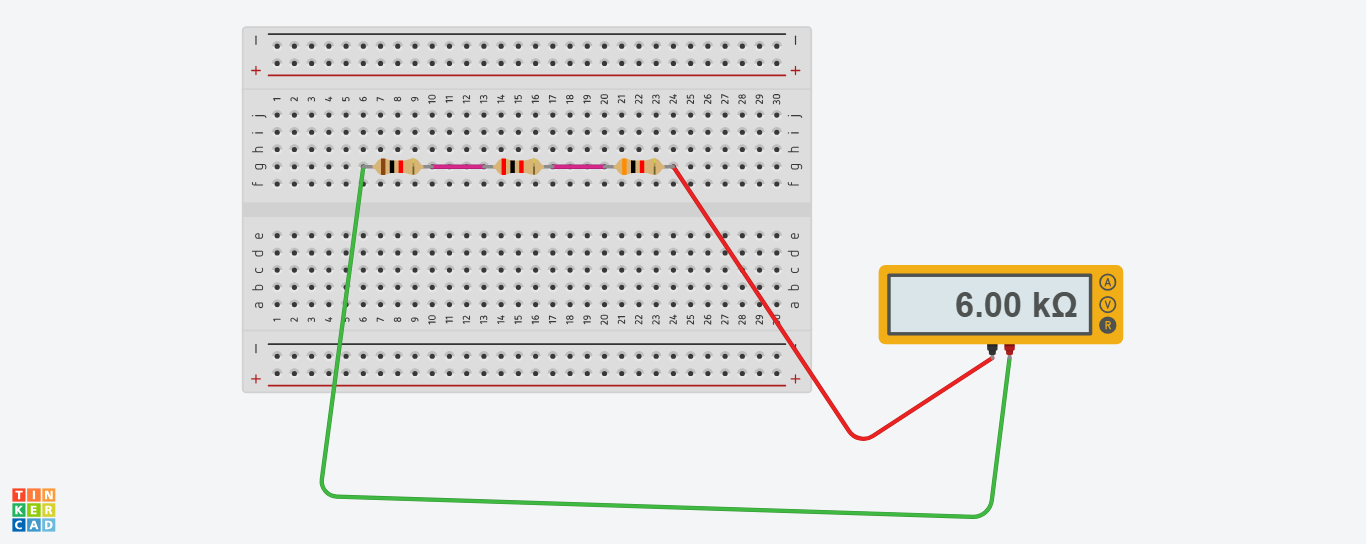 — —
+ +
1 2 3 4 5 6 7 8 9 10 11 12 13 14 15 16 17 18 19 20 21 22 23 24 25 26 27 28 29 30
j j
i i
h h
g g
f f
e e
d d
c c
b b
a a
1 2 3 4 5 6 7 8 9 10 11 12 13 14 15 16 17 18 19 20 21 22 23 24 25 26 27 28 29 30
— —
+ +
6.00 kΩ
A
V
R
TIN
KER
CAD